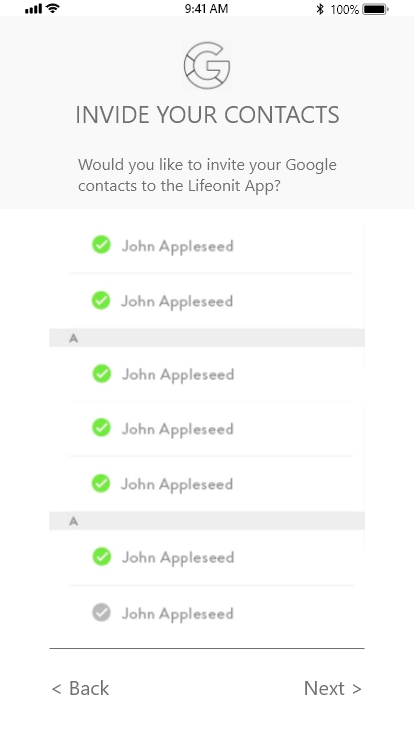 9:41 AM 100%
INVIDE YOUR CONTACTS
Would you like to invite your Google
contacts to the Lifeonit App?
John Appleseed
John Appleseed
A
John Appleseed
John Appleseed
John Appleseed
A
John Appleseed
John Appleseed
< Back Next >